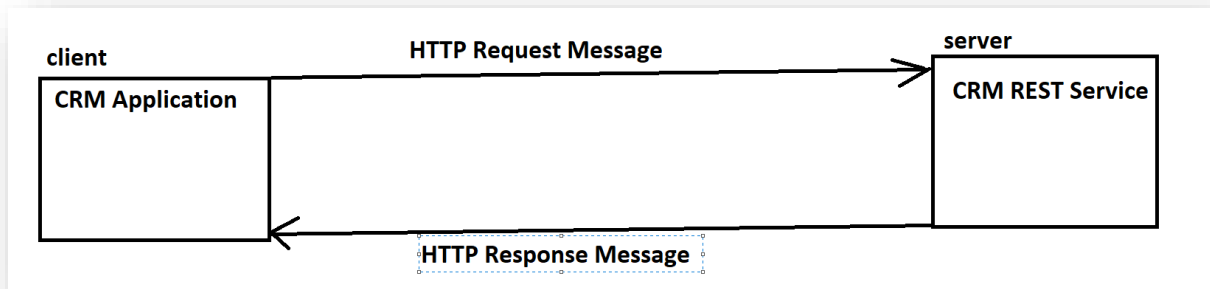 client
HTTP Request Message
server
CRM Application
CRM REST Service
HTTP Response Message